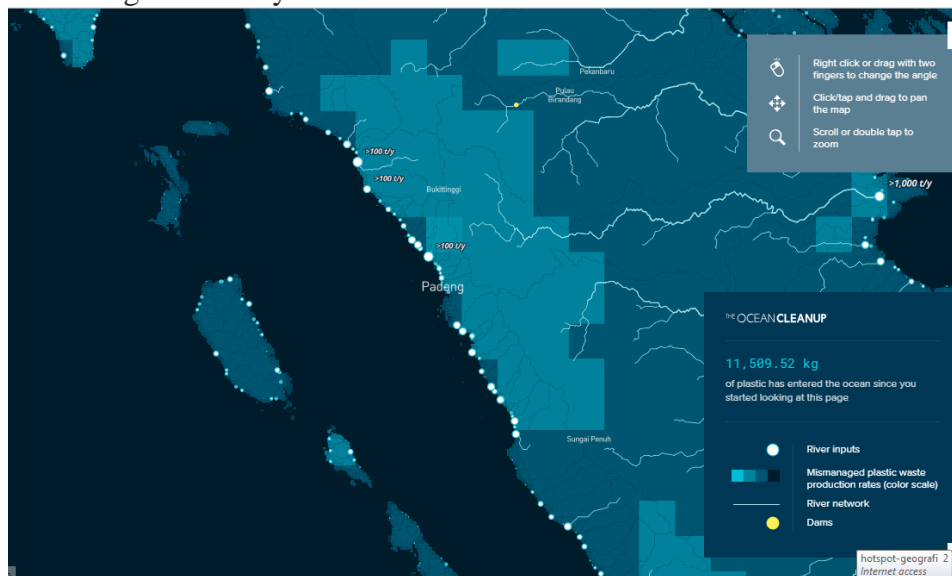 Right click or drag with two
fingers to change the angle
Click/tap and drag to pan
the map
Scroll or double tap to
zoom
Pekanbaru
Pulau
Birandang
>100 t/y
>100 t/y
Bukittinggi
>1,000 t/y
>100 t/y
Padang
THE OCEAN CLEANUP
11,509.52 kg
of plastic has entered the ocean since you
started looking at this page
Sungai Penuh
River inputs
Mismanaged plastic waste
production rates (color scale)
River network
Dams
hotspot-geografi 2
Internet access